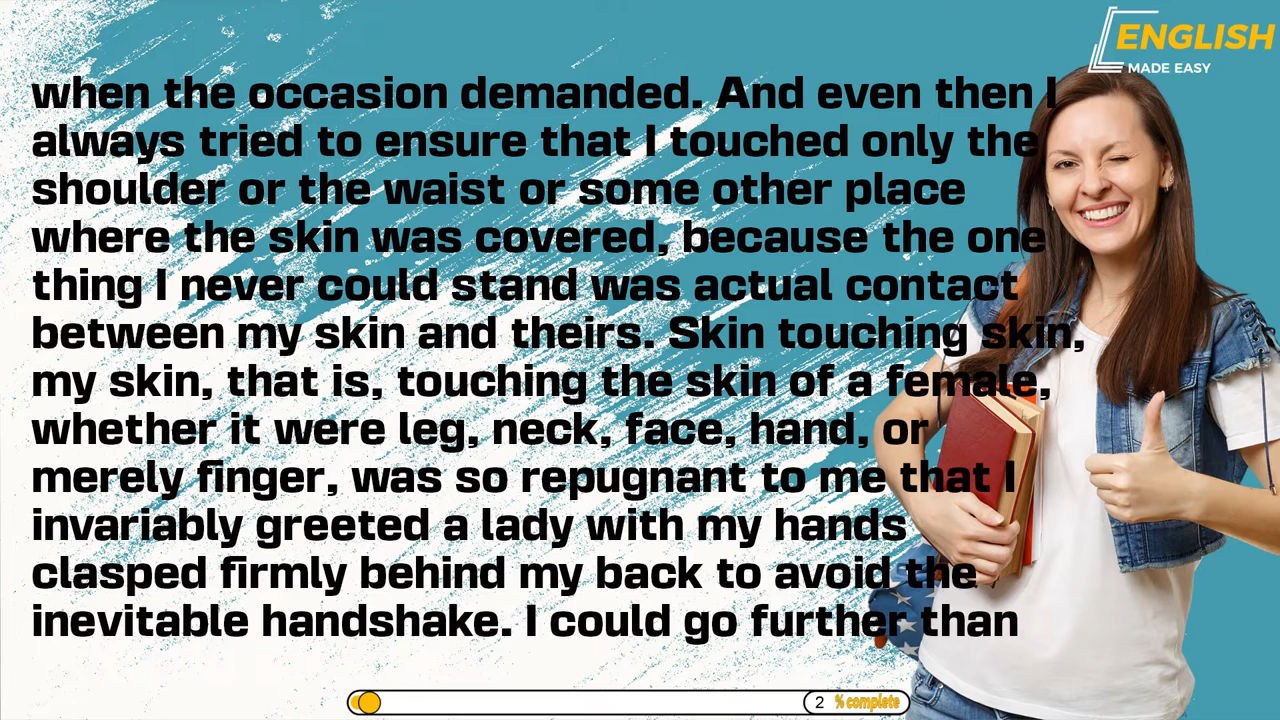 ENGLISH
MADE EASY
when the occasion demanded. And even then I
always tried to ensure that I touched only the
shoulder or the waist or some other place
where the skin was covered, because the one
thing I never could stand was actual contact
between my skin and theirs. Skin touching skin,
my skin, that is, touching the skin of a female,
whether it were leg, neck, face, hand, or
merely finger, was so repugnant to me that I
invariably greeted a lady with my hands
clasped firmly behind my back to avoid the
inevitable handshake. I could go further than
2 % complete